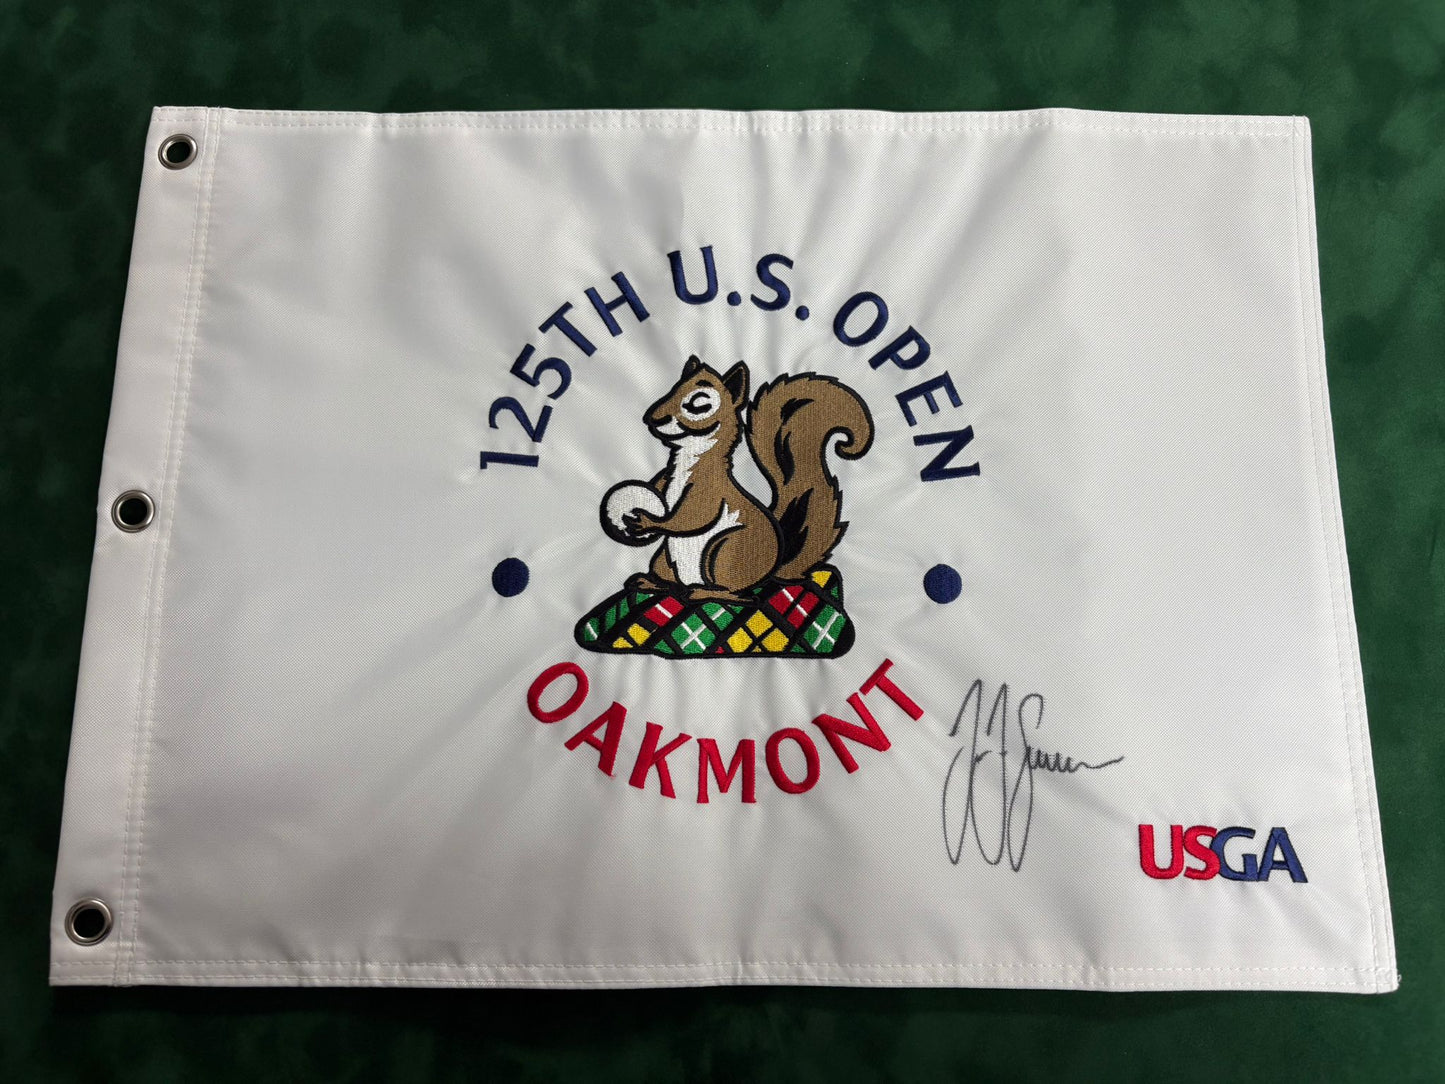 125TH U.S. OPEN
OAKMONT
USGA